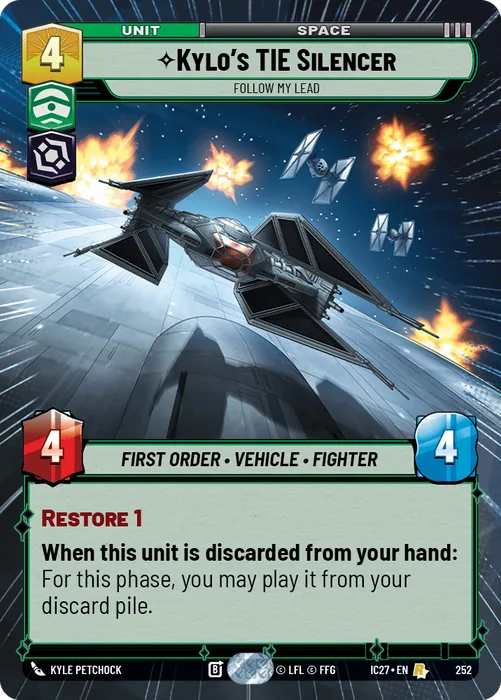 UNIT
SPACE
4
✧KYLO'S TIE SILENCER
FOLLOW MY LEAD
4
4
FIRST ORDER • VEHICLE • FIGHTER
RESTORE 1
When this unit is discarded from your hand:
For this phase, you may play it from your
discard pile.
KYLE PETCHOCK
B
© LFL © FFG
IC27 • EN
R
252